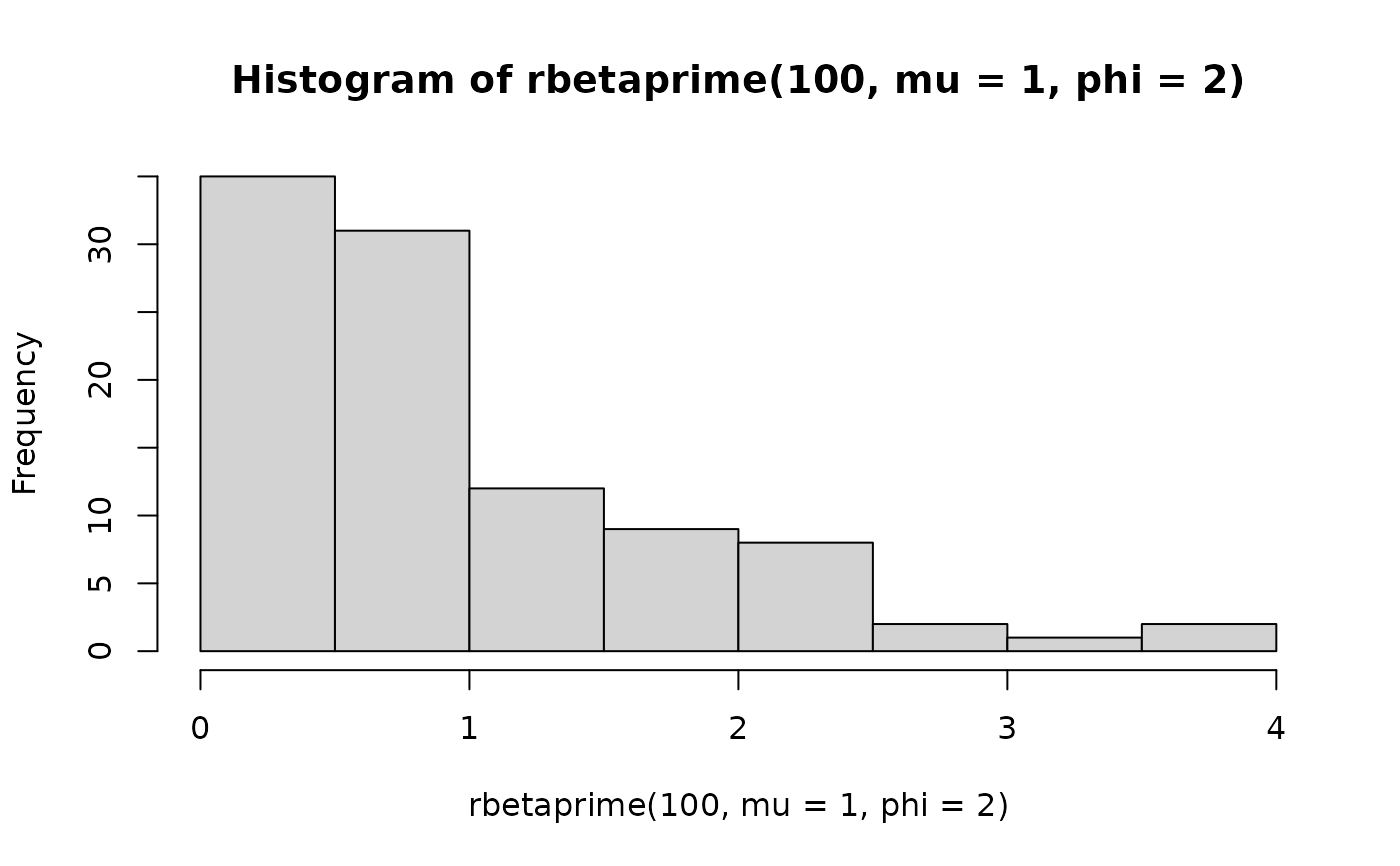 Histogram of rbetaprime(100, mu = 1, phi = 2)
Frequency
30
20
10
5
0
0 1 2 3 4
rbetaprime(100, mu = 1, phi = 2)